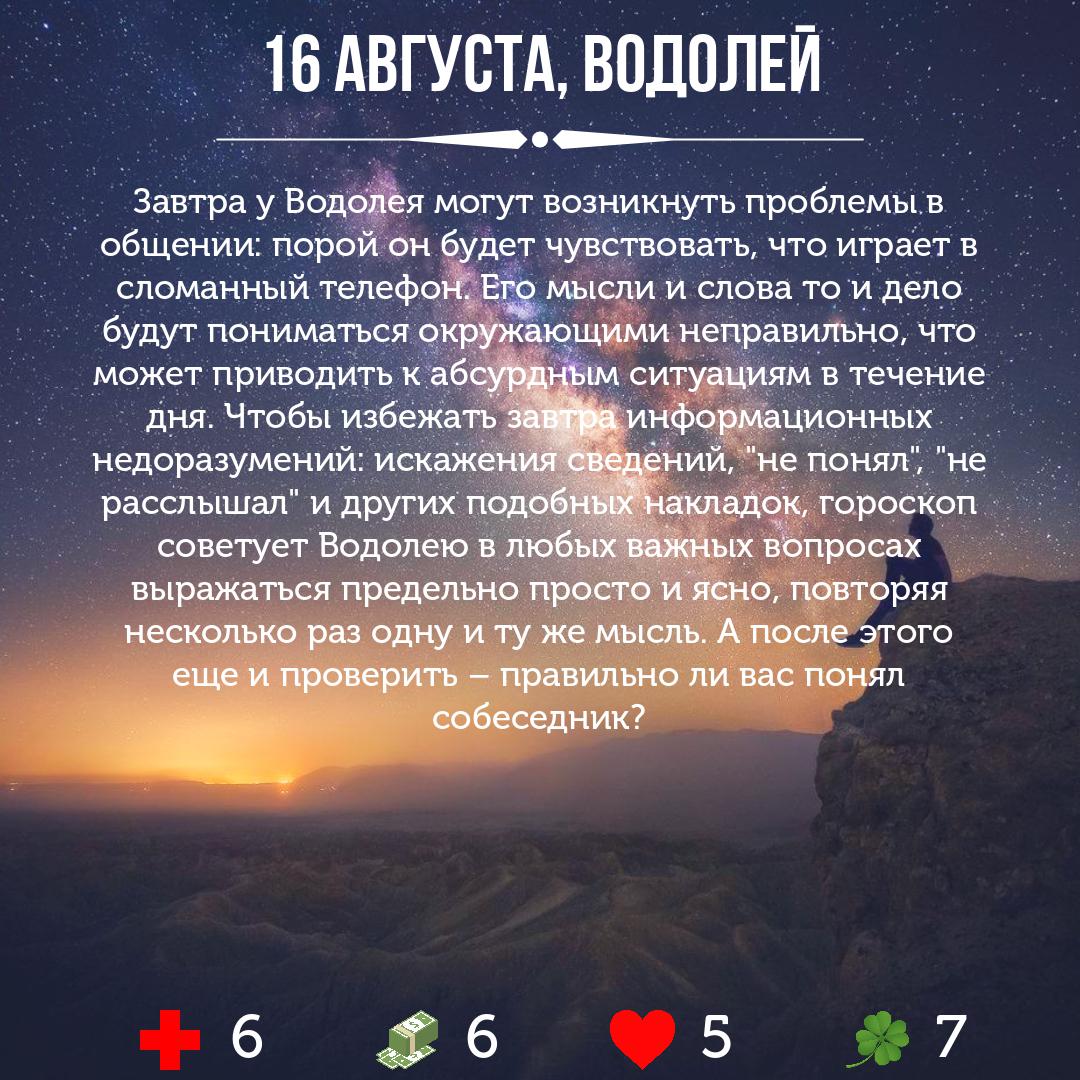 16 АВГУСТА, ВОДОЛЕЙ
Завтра у Водолея могут возникнуть проблемы в
общении: порой он будет чувствовать, что играет в
сломанный телефон. Его мысли и слова то и дело
будут пониматься окружающими неправильно, что
может приводить к абсурдным ситуациям в течение
дня. Чтобы избежать завтра информационных
недоразумений: искажения сведений, "не понял", "не
расслышал" и других подобных накладок, гороскоп
советует Водолею в любых важных вопросах
выражаться предельно просто и ясно, повторяя
несколько раз одну и ту же мысль. А после этого
еще и проверить – правильно ли вас понял
собеседник?
6 6 5 7